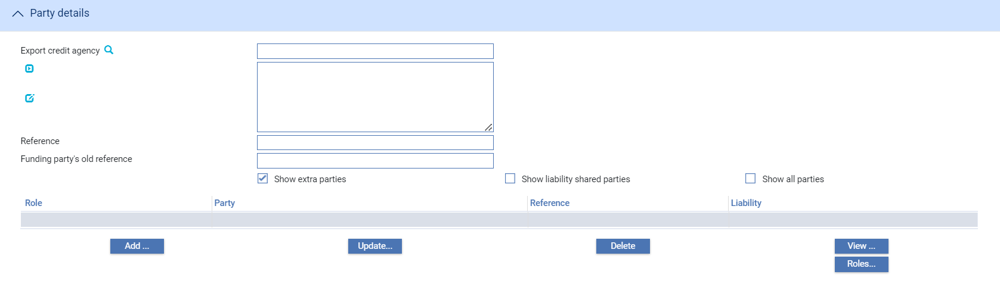 Party details
Export credit agency
Reference
Funding party's old reference
Show extra parties Show liability shared parties Show all parties
Role Party Reference Liability
Add ... Update... Delete View ...
Roles...